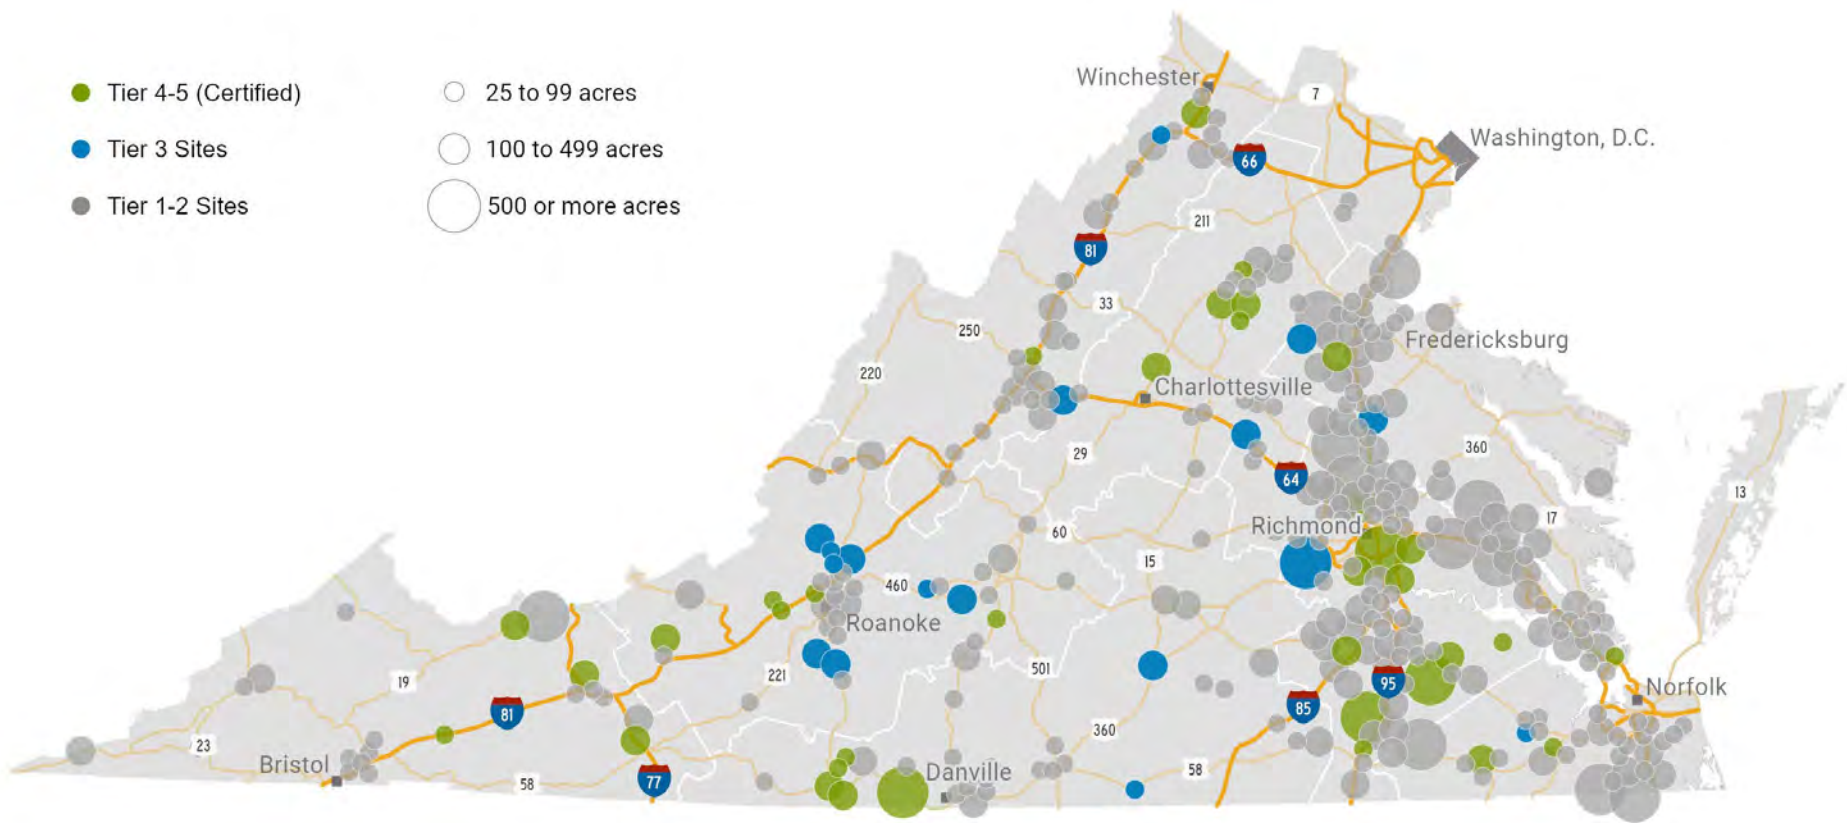 Tier 4-5 (Certified)
Tier 3 Sites
Tier 1-2 Sites
25 to 99 acres
100 to 499 acres
500 or more acres
Winchester
7
Washington, D.C.
66
211
81
33
250
220
Fredericksburg
Charlottesville
29
360
64
13
Richmond
17
60
15
460
Roanoke
501
221
19
95
Norfolk
81
85
23
360
Bristol
58
77
Danville
58